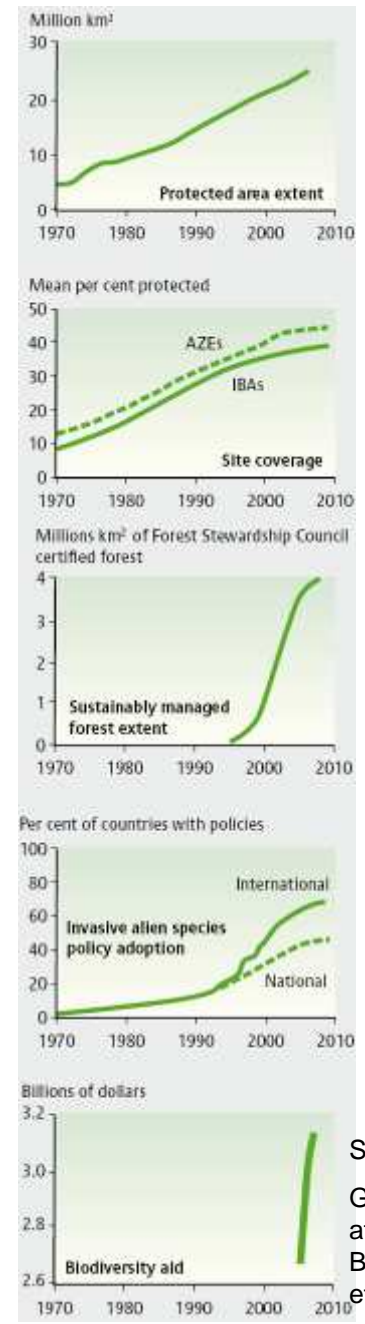 Million km²
30
20
10
0
Protected area extent
1970 1980 1990 2000 2010
Mean per cent protected
50
40
30
20
10
0
AZEs
IBAs
Site coverage
1970 1980 1990 2000 2010
Millions km² of Forest Stewardship Council
certified forest
4
3
2
1
0
Sustainably managed
forest extent
1970 1980 1990 2000 2010
Per cent of countries with policies
100
80
60
40
20
0
International
Invasive alien species
policy adoption
National
1970 1980 1990 2000 2010
Billions of dollars
3.2
3.0
2.8
2.6
Biodiversity aid
1970 1980 1990 2000 2010
S
G
B